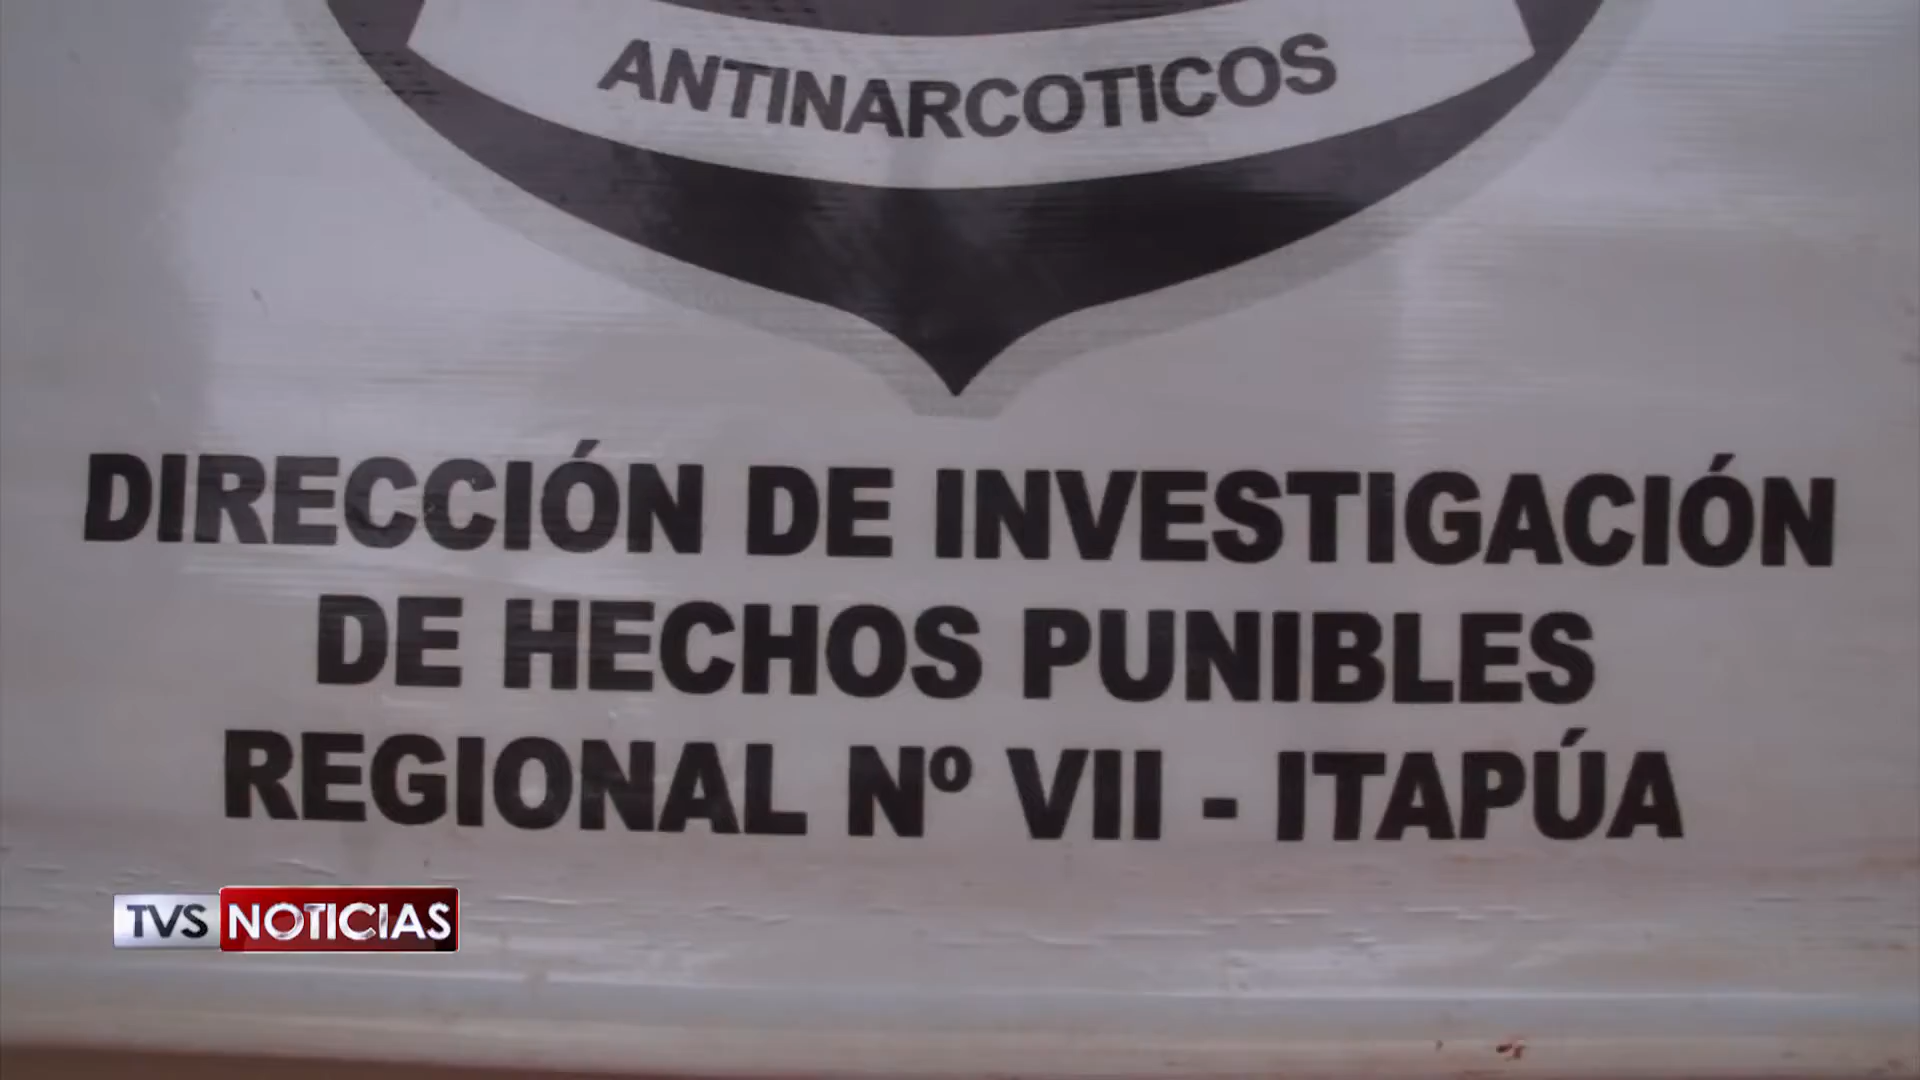 ANTINARCOTICOS
DIRECCIÓN DE INVESTIGACIÓN
DE HECHOS PUNIBLES
REGIONAL Nº VII - ITAPÚA
TVS NOTICIAS